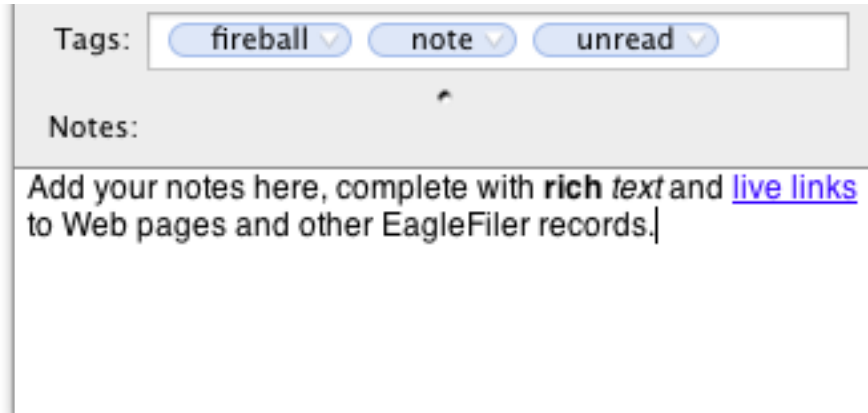 Tags: fireball note unread
Notes:
Add your notes here, complete with rich text and live links
to Web pages and other EagleFiler records.